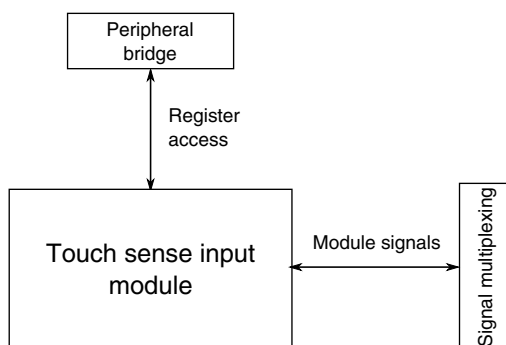 Peripheral
bridge
Register
access
Touch sense input
module
Module signals
Signal multiplexing